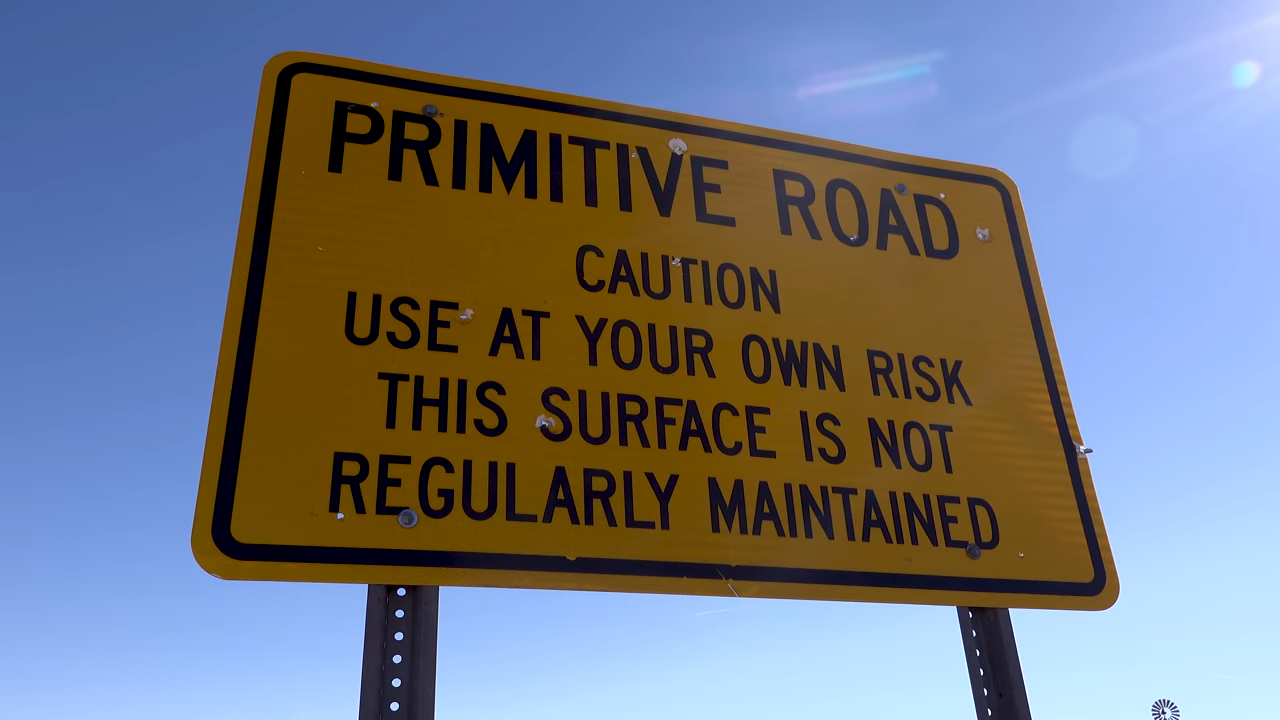 PRIMITIVE ROAD
CAUTION
USE AT YOUR OWN RISK
THIS SURFACE IS NOT
REGULARLY MAINTAINED